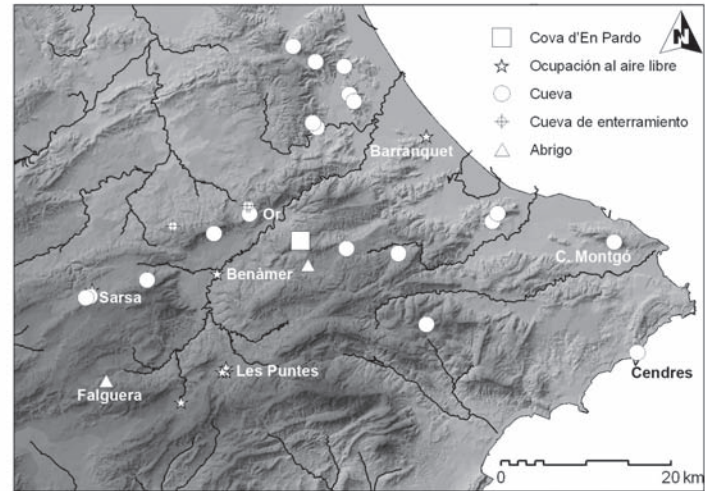 N
Cova d'En Pardo
Ocupación al aire libre
Cueva
Cueva de enterramiento
Abrigo
Barranquet
Or
C. Montgó
Benàmer
Sarsa
Les Puntes
Cendres
Falguera
0 20 km